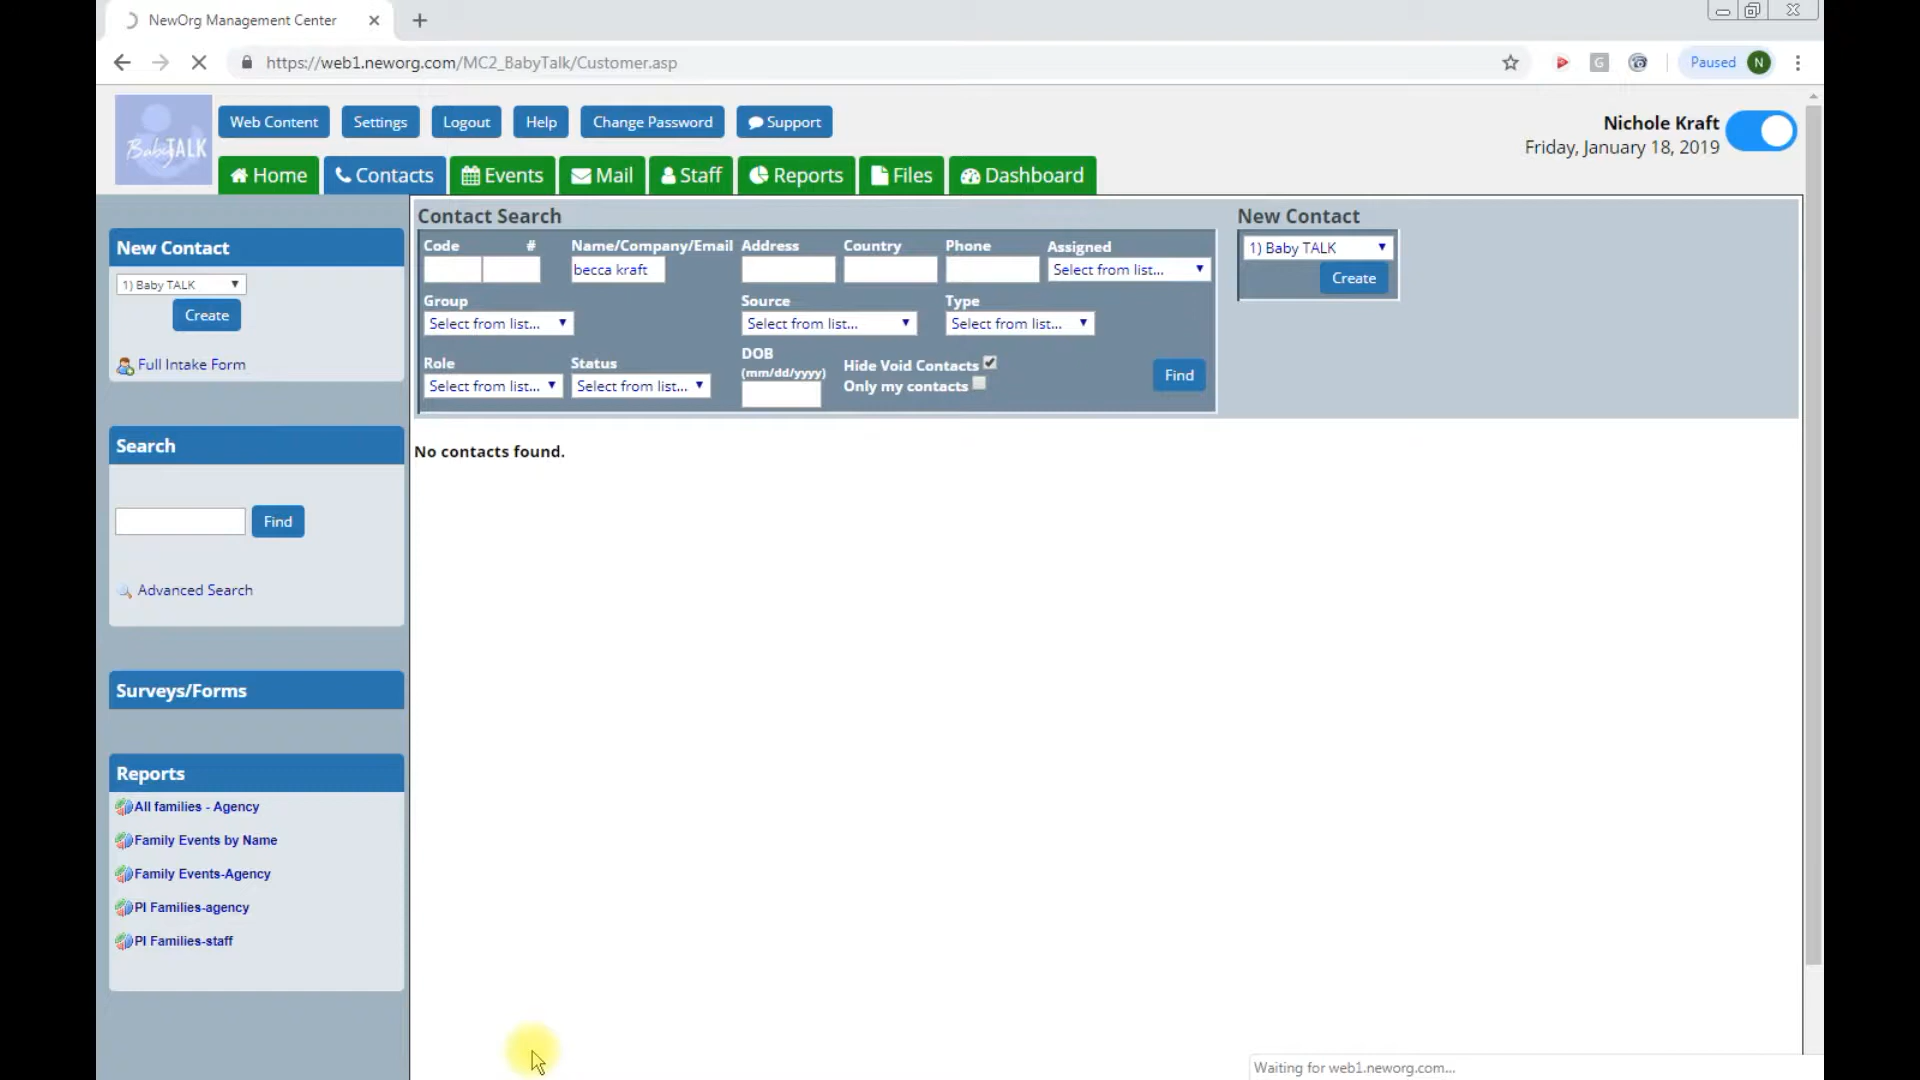 NewOrg Management Center
https://web1.neworg.com/MC2_BabyTalk/Customer.asp
G
Paused N
BabyTALK
Web Content Settings Logout Help Change Password Support
Nichole Kraft
Friday, January 18, 2019
Home Contacts Events Mail Staff Reports Files Dashboard
New Contact
1) Baby TALK
Create
Full Intake Form
Search
Find
Advanced Search
Surveys/Forms
Reports
All families - Agency
Family Events by Name
Family Events-Agency
PI Families-agency
PI Families-staff
Contact Search
Code # Name/Company/Email Address Country Phone Assigned
becca kraft Select from list...
Group Source Type
Select from list... Select from list... Select from list...
Role Status DOB
(mm/dd/yyyy)
Select from list... Select from list...
Hide Void Contacts
Only my contacts
Find
New Contact
1) Baby TALK
Create
No contacts found.
Waiting for web1.neworg.com...